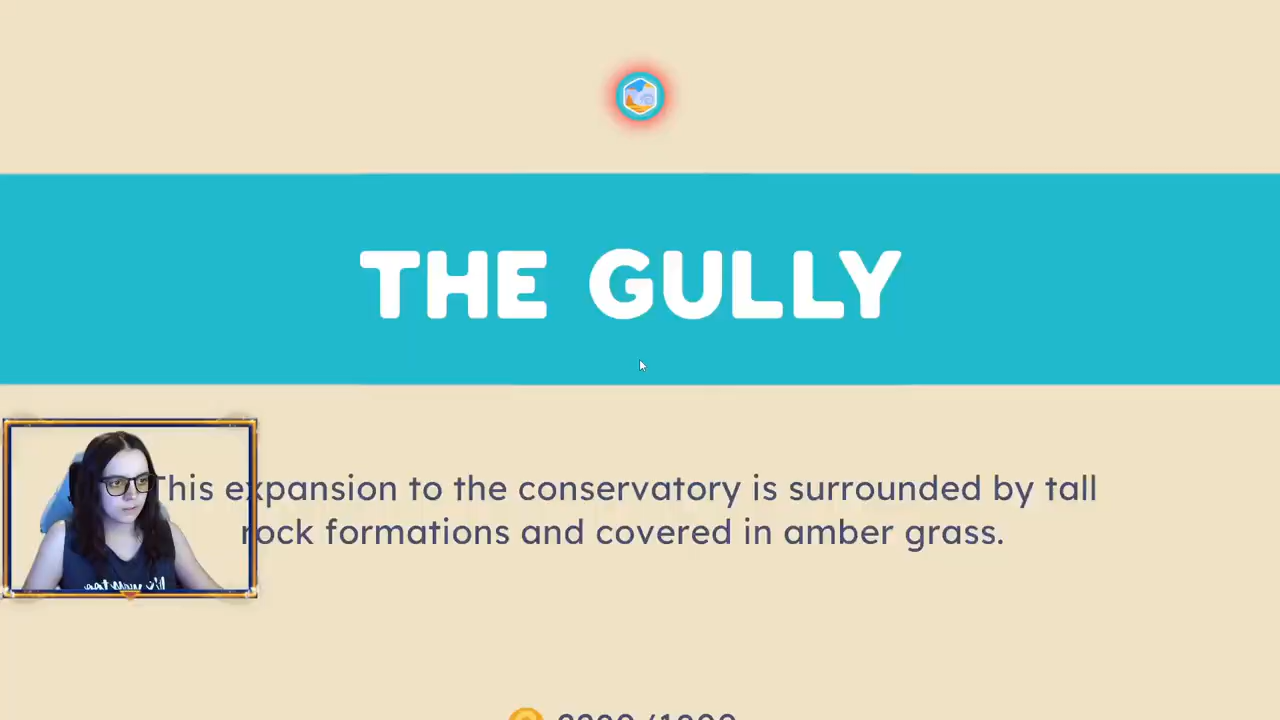 THE GULLY
This expansion to the conservatory is surrounded by tall
rock formations and covered in amber grass.